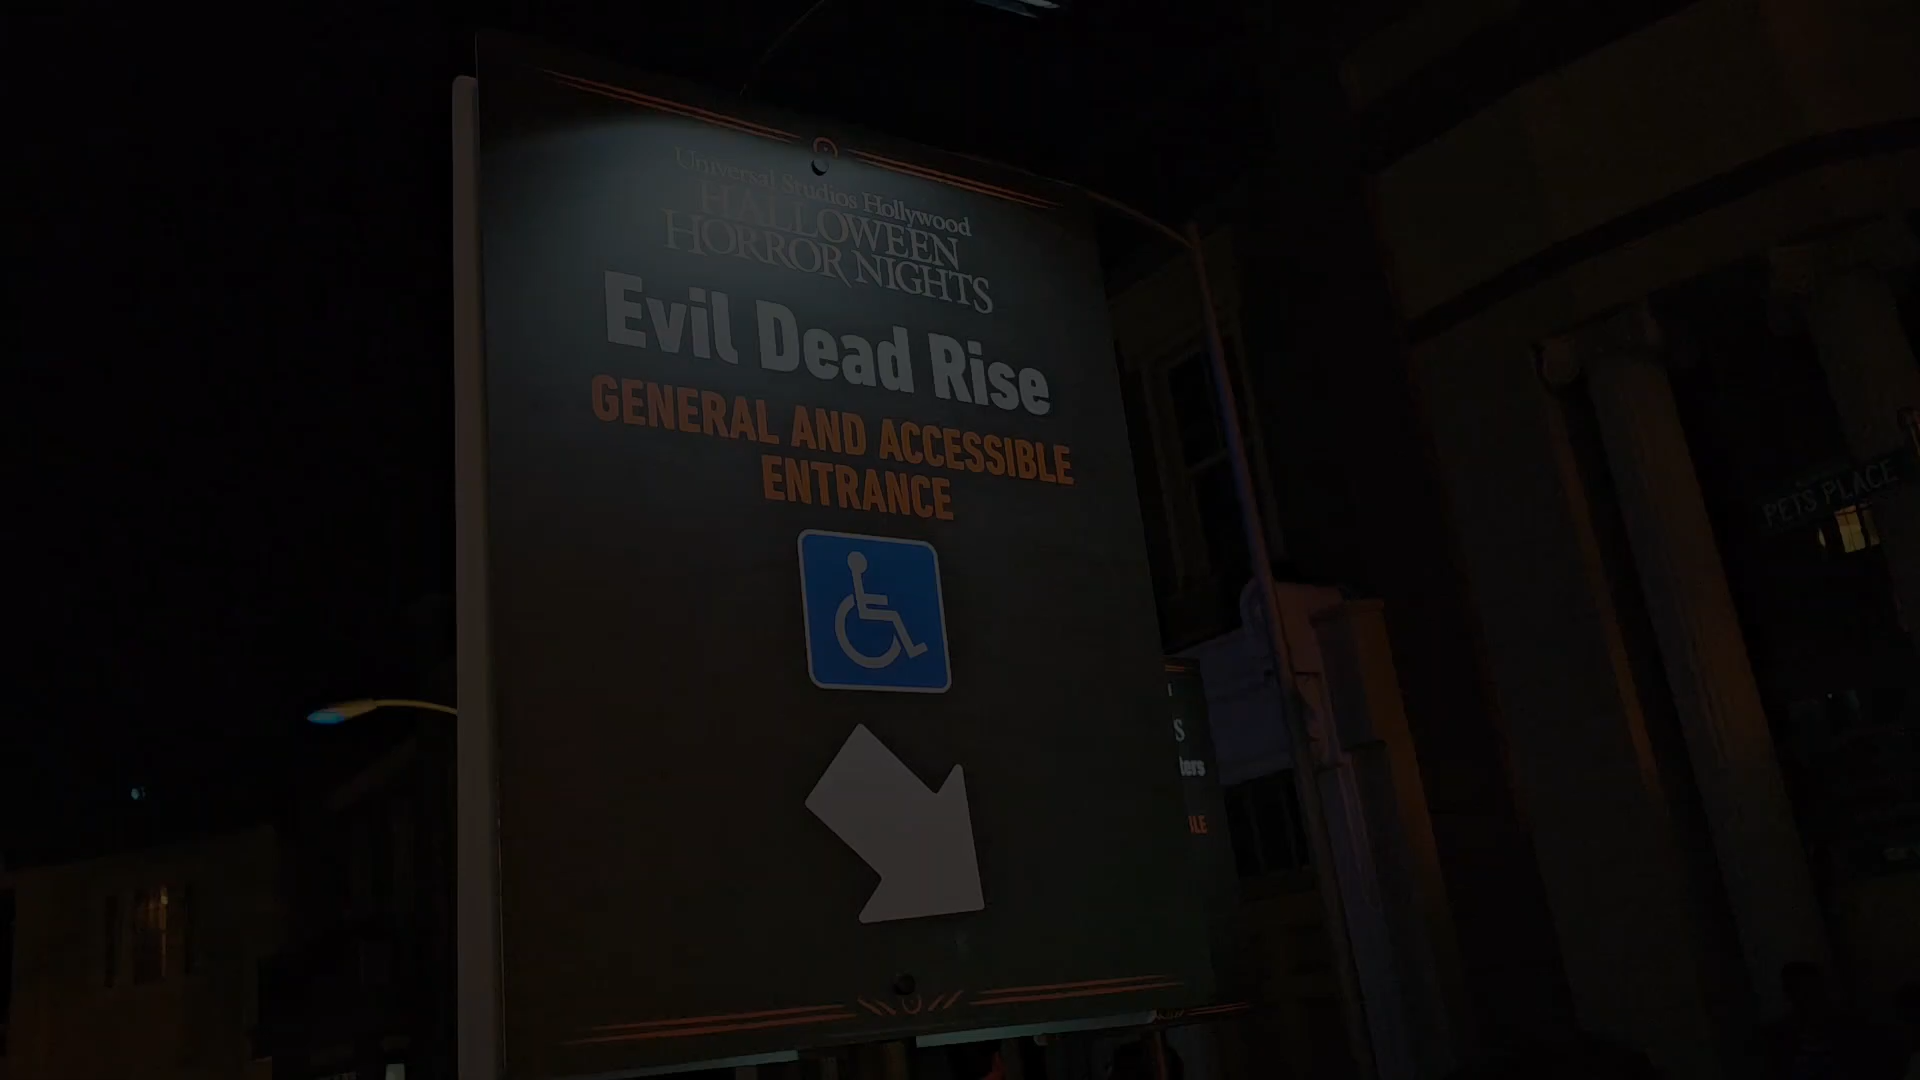 Universal Studios Hollywood
HALLOWEEN
HORROR NIGHTS
Evil Dead Rise
GENERAL AND ACCESSIBLE
ENTRANCE
PETS PLACE